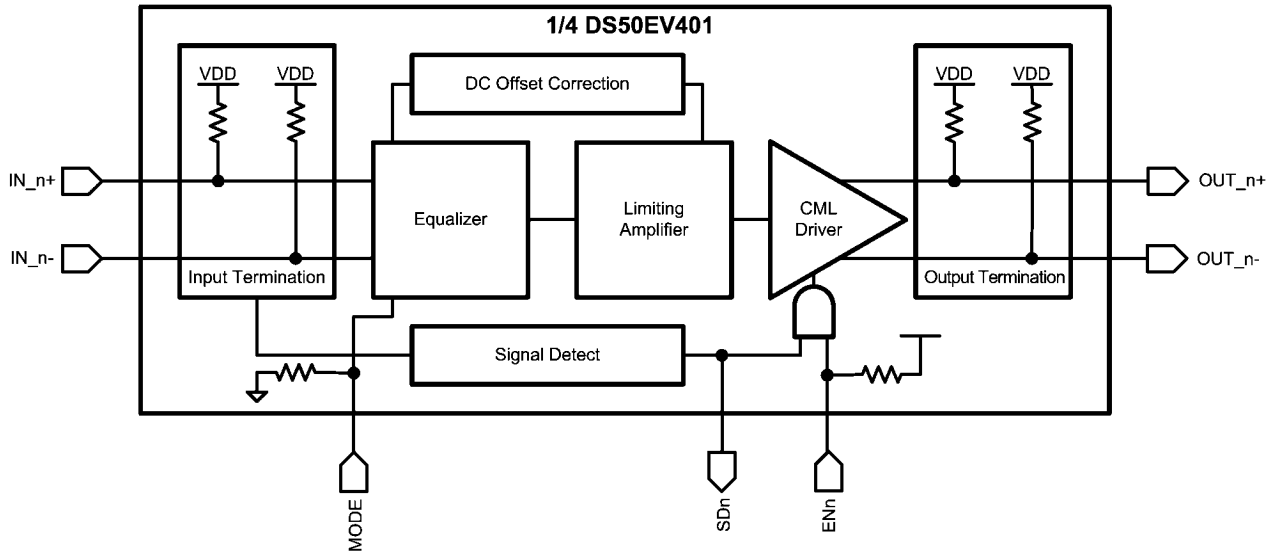 1/4 DS50EV401
VDD
VDD
DC Offset Correction
VDD
VDD
IN_n+
Equalizer
Limiting
Amplifier
CML
Driver
OUT_n+
IN_n-
Input Termination
Output Termination
OUT_n-
Signal Detect
MODE
SDn
ENn